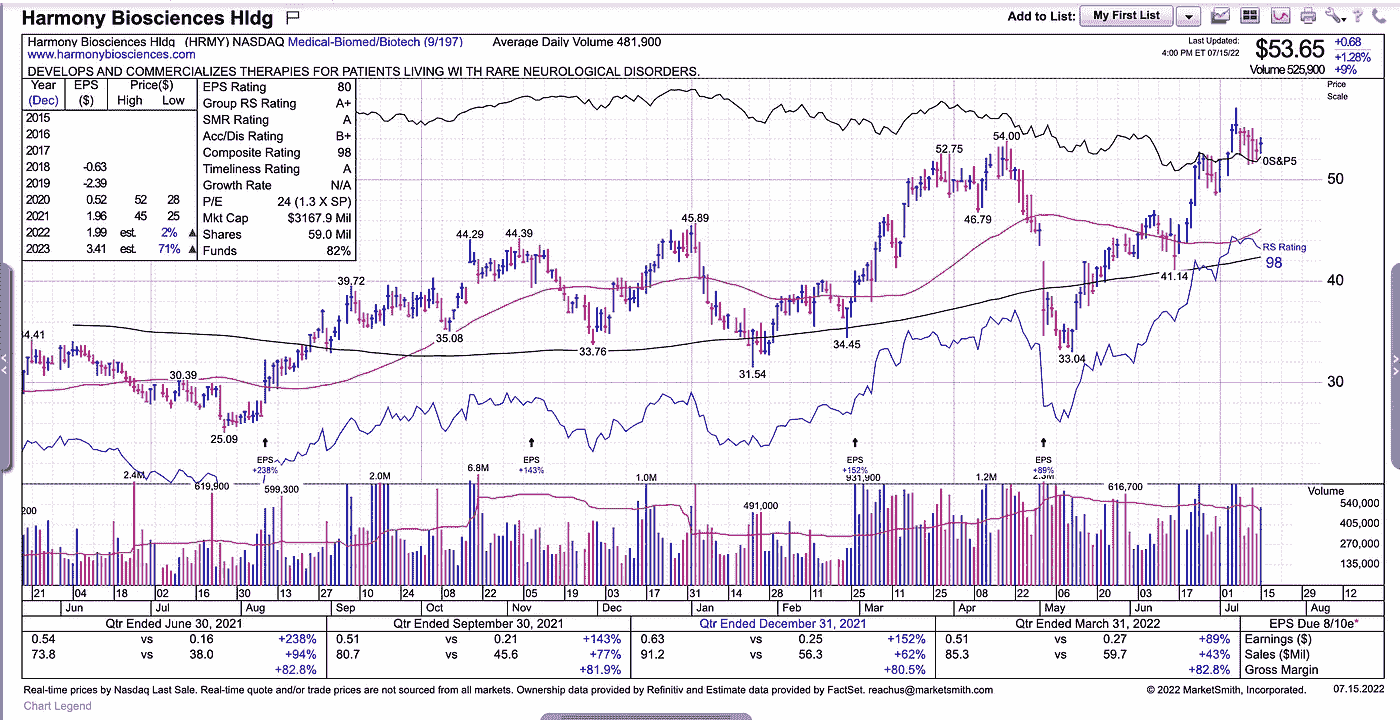 Harmony Biosciences Hldg
Add to List: My First List
Harmony Biosciences Hldg (HRMY) NASDAQ Medical-Biomed/Biotech (9/197) Average Daily Volume 481,900
www.harmonybiosciences.com
Last Updated:
4:00 PM ET 07/15/22
$53.65 +0.68
+1.28%
Volume 525,900 +9%
DEVELOPS AND COMMERCIALIZES THERAPIES FOR PATIENTS LIVING WI TH RARE NEUROLOGICAL DISORDERS.
Year EPS Price($)
(Dec) ($) High Low
2015
2016
2017
2018 -0.63
2019 -2.39
2020 0.52 52 28
2021 1.96 45 25
2022 1.99 est. 2%
2023 3.41 est. 71%
EPS Rating 80
Group RS Rating A+
SMR Rating A
Acc/Dis Rating B+
Composite Rating 98
Timeliness Rating A
Growth Rate N/A
P/E 24 (1.3 X SP)
Mkt Cap $3167.9 Mil
Shares 59.0 Mil
Funds 82%
Price
Scale
54.00
52.75
0S&P5
50
46.79
45.89
44.29 44.39
RS Rating
98
41.14
40
39.72
4.41
35.08
33.76
34.45
33.04
31.54
30.39
30
25.09
EPS
+238%
EPS
+143%
EPS
+152%
EPS
+89%
2.4M 619,900 599,300 2.0M 6.8M 1.0M 491,000 931,900 1.2M 2.3M 616,700
Volume
200
540,000
405,000
270,000
135,000
21 04 18 02 16 30 13 27 10 24 08 22 05 19 03 17 31 14 28 11 25 11 25 08 22 06 20 03 17 01 15 29 12
Jun Jul Aug Sep Oct Nov Dec Jan Feb Mar Apr May Jun Jul Aug
Qtr Ended June 30, 2021 Qtr Ended September 30, 2021 Qtr Ended December 31, 2021 Qtr Ended March 31, 2022 EPS Due 8/10e*
0.54 vs 0.16 +238% 0.51 vs 0.21 +143% 0.63 vs 0.25 +152% 0.51 vs 0.27 +89% Earnings ($)
73.8 vs 38.0 +94% 80.7 vs 45.6 +77% 91.2 vs 56.3 +62% 85.3 vs 59.7 +43% Sales ($Mil)
+82.8% +81.9% +80.5% +82.8% Gross Margin
Real-time prices by Nasdaq Last Sale. Real-time quote and/or trade prices are not sourced from all markets. Ownership data provided by Refinitiv and Estimate data provided by FactSet. reachus@marketsmith.com © 2022 MarketSmith, Incorporated. 07.15.2022
Chart Legend